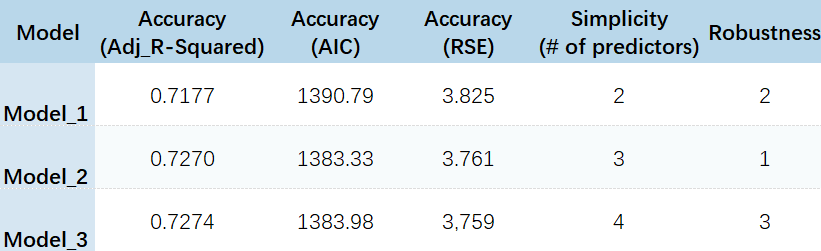 Model Accuracy (Adj_R-Squared) Accuracy (AIC) Accuracy (RSE) Simplicity (# of predictors) Robustness
Model_1 0.7177 1390.79 3.825 2 2
Model_2 0.7270 1383.33 3.761 3 1
Model_3 0.7274 1383.98 3,759 4 3